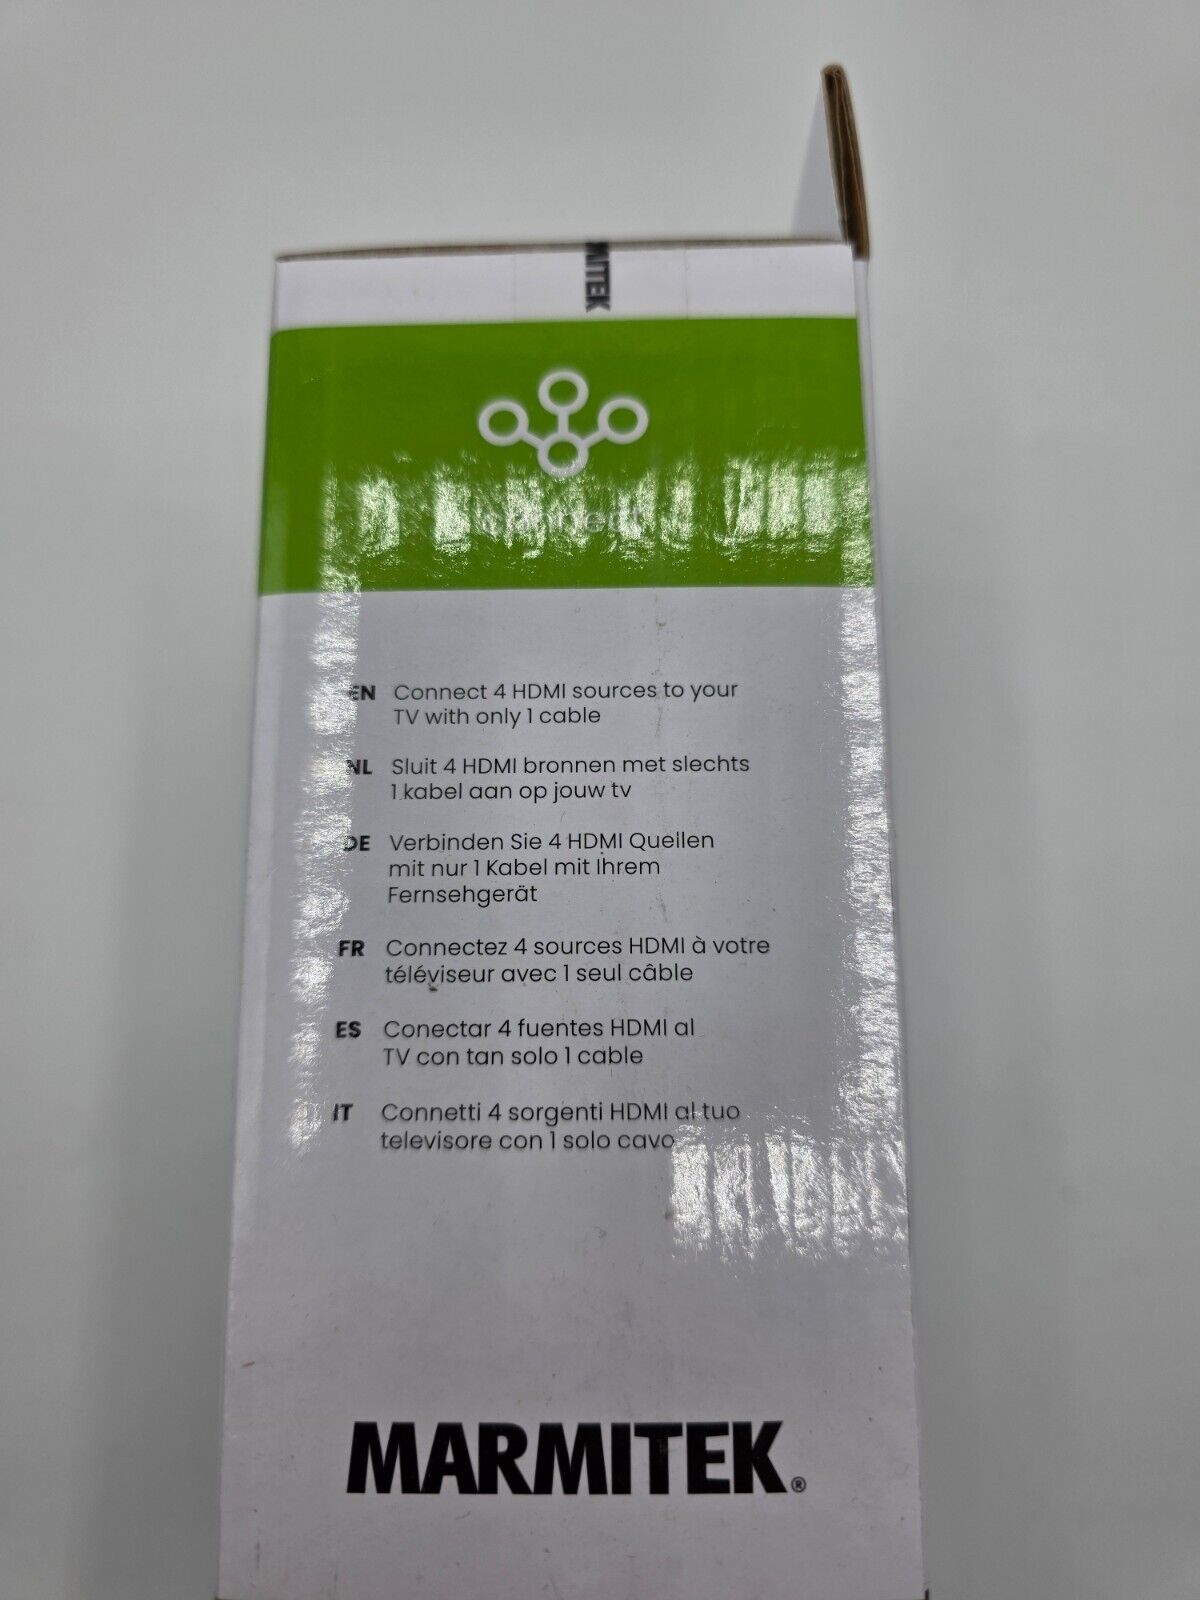 MITEK
connect
EN Connect 4 HDMI sources to your
TV with only 1 cable
NL Sluit 4 HDMI bronnen met slechts
1 kabel aan op jouw tv
DE Verbinden Sie 4 HDMI Quellen
mit nur 1 Kabel mit Ihrem
Fernsehgerät
FR Connectez 4 sources HDMI à votre
téléviseur avec 1 seul câble
ES Conectar 4 fuentes HDMI al
TV con tan solo 1 cable
IT Connetti 4 sorgenti HDMI al tuo
televisore con 1 solo cavo
MARMITEK®